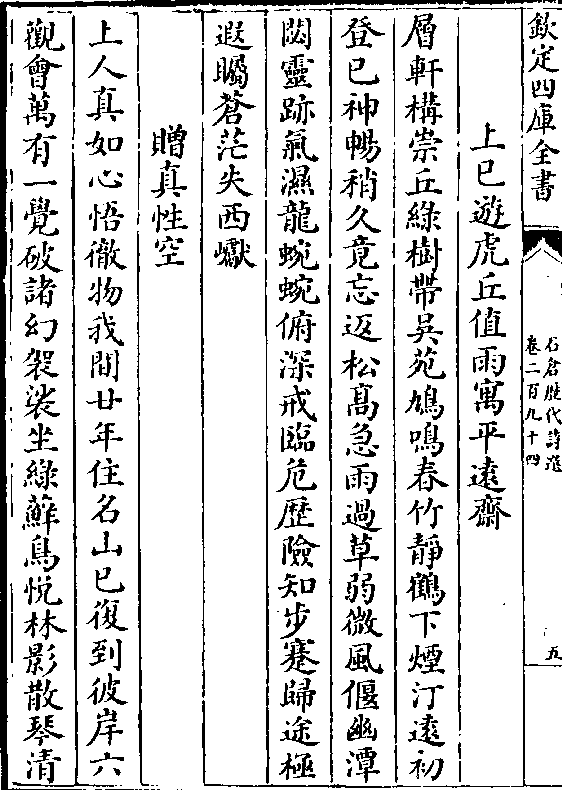 欽定四庫全書
石倉歷代詩選
卷二百九十四
五
上巳遊虎丘值雨寓平遠齋
層軒構崇丘綠樹帶吳苑鳩鳴春竹靜鶴下煙汀遠初
登已神暢稍久竟忘返松高急雨過草弱微風偃幽潭
閟靈跡氣濕龍蜿蜿俯深戒臨危歷險知步蹇歸途極
遐矚蒼茫失西巘
贈真性空
上人真如心悟徹物我間廿年住名山已復到彼岸六
觀會萬有一覺破諸幻袈裟坐綠蘚鳥悅林影散琴清